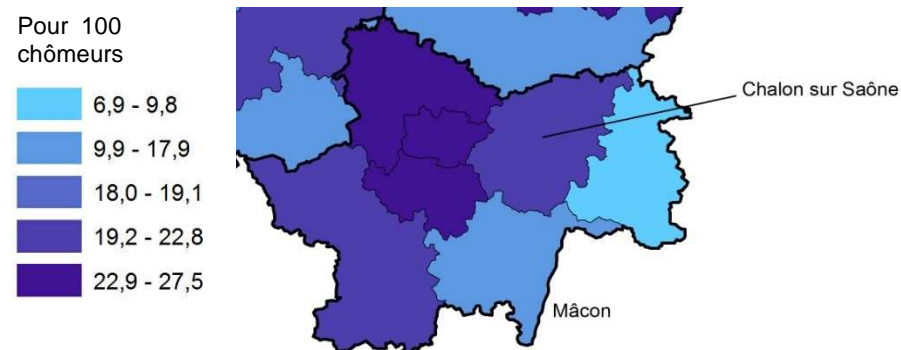 Pour 100
chômeurs
6,9 - 9,8
9,9 - 17,9
18,0 - 19,1
19,2 - 22,8
22,9 - 27,5
Chalon sur Saône
Mâcon